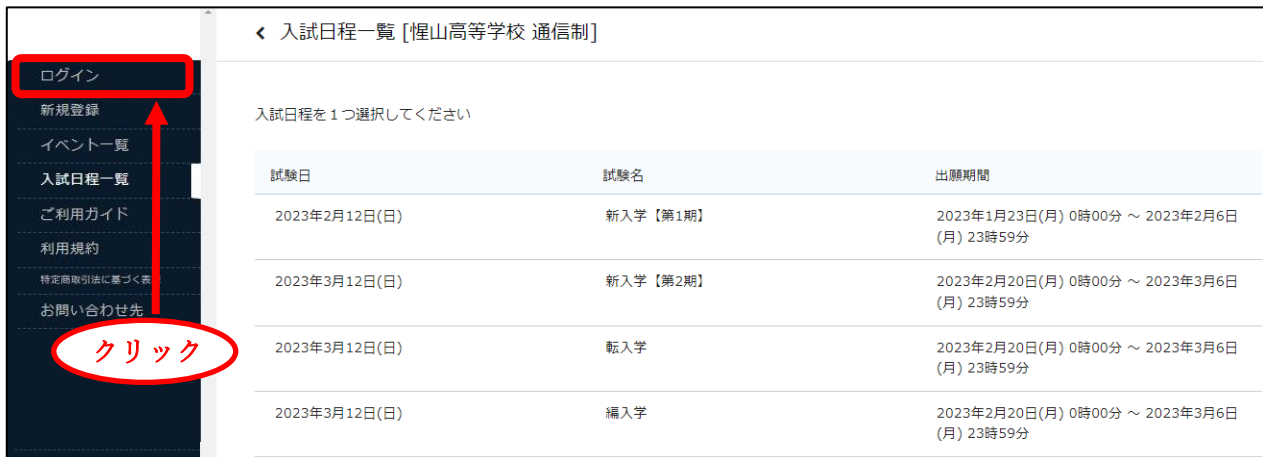 入試日程一覧 [惺山高等学校 通信制]
ログイン
新規登録
イベント一覧
入試日程一覧
ご利用ガイド
利用規約
特定商取引法に基づく表
お問い合わせ先
クリック
入試日程を１つ選択してください
試験日 試験名 出願期間
2023年2月12日(日) 新入学【第1期】 2023年1月23日(月) 0時00分 ～ 2023年2月6日
(月) 23時59分
2023年3月12日(日) 新入学【第2期】 2023年2月20日(月) 0時00分 ～ 2023年3月6日
(月) 23時59分
2023年3月12日(日) 転入学 2023年2月20日(月) 0時00分 ～ 2023年3月6日
(月) 23時59分
2023年3月12日(日) 編入学 2023年2月20日(月) 0時00分 ～ 2023年3月6日
(月) 23時59分